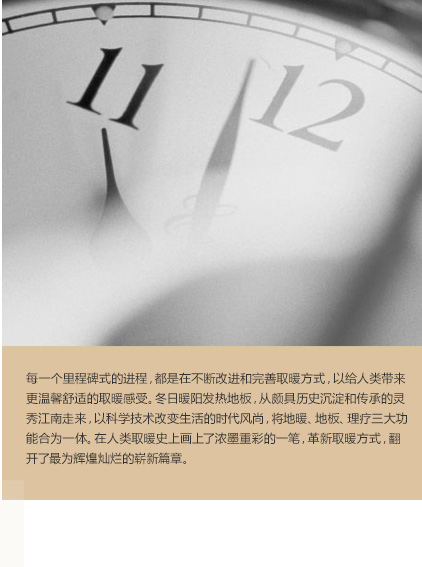 11
12
每一个里程碑式的进程,都是在不断改进和完善取暖方式,以给人类带来
更温馨舒适的取暖感受。冬日暖阳发热地板,从颇具历史沉淀和传承的灵
秀江南走来,以科学技术改变生活的时代风尚,将地暖、地板、理疗三大功
能合为一体。在人类取暖史上画上了浓墨重彩的一笔,革新取暖方式,翻
开了最为辉煌灿烂的崭新篇章。